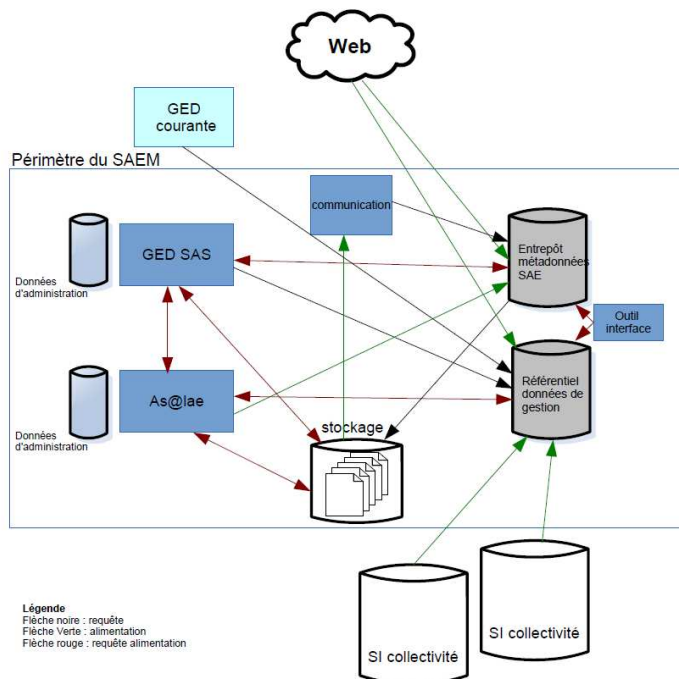 Web
GED
courante
Périmètre du SAEM
communication
GED SAS
Entrepôt
métadonnées
SAE
Données
d'administration
Outil
interface
As@lae
Référentiel
données de
gestion
stockage
Données
d'administration
SI collectivité
SI collectivité
Légende
Flèche noire : requête
Flèche Verte : alimentation
Flèche rouge : requête alimentation